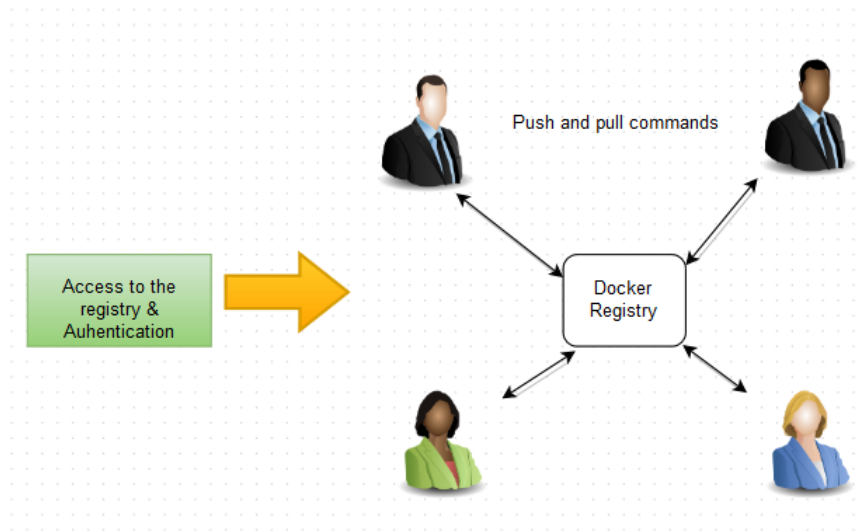 Push and pull commands
Access to the
registry &
Auhentication
Docker
Registry